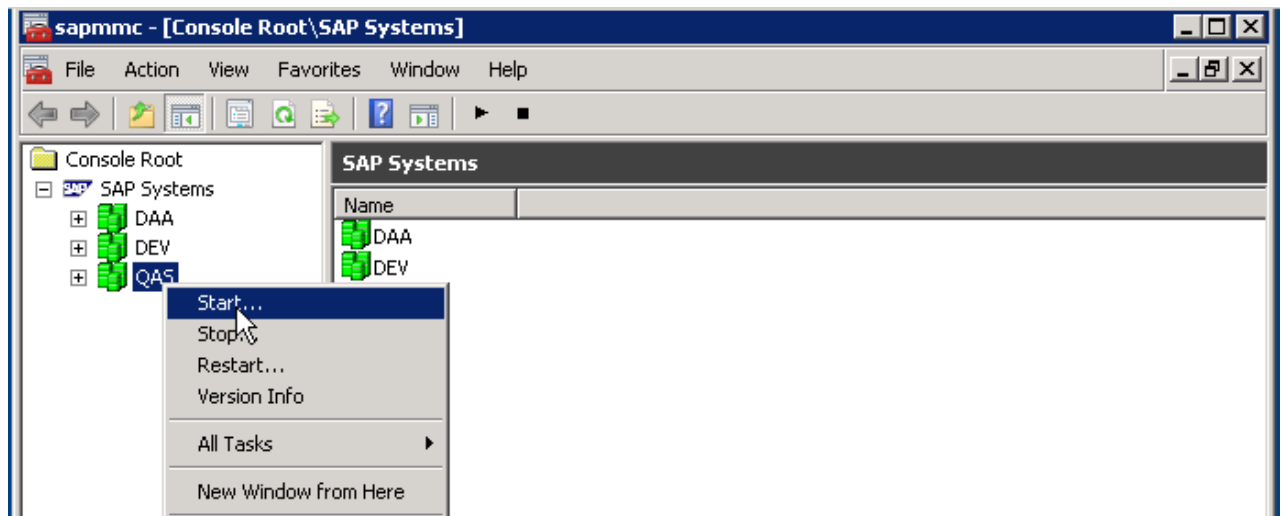 sapmmc - [Console Root\SAP Systems]
File Action View Favorites Window Help
Console Root
SAP Systems
SAP SAP Systems
Name
DAA
DAA
DEV
DEV
QAS
Start...
Stop...
Restart...
Version Info
All Tasks
New Window from Here